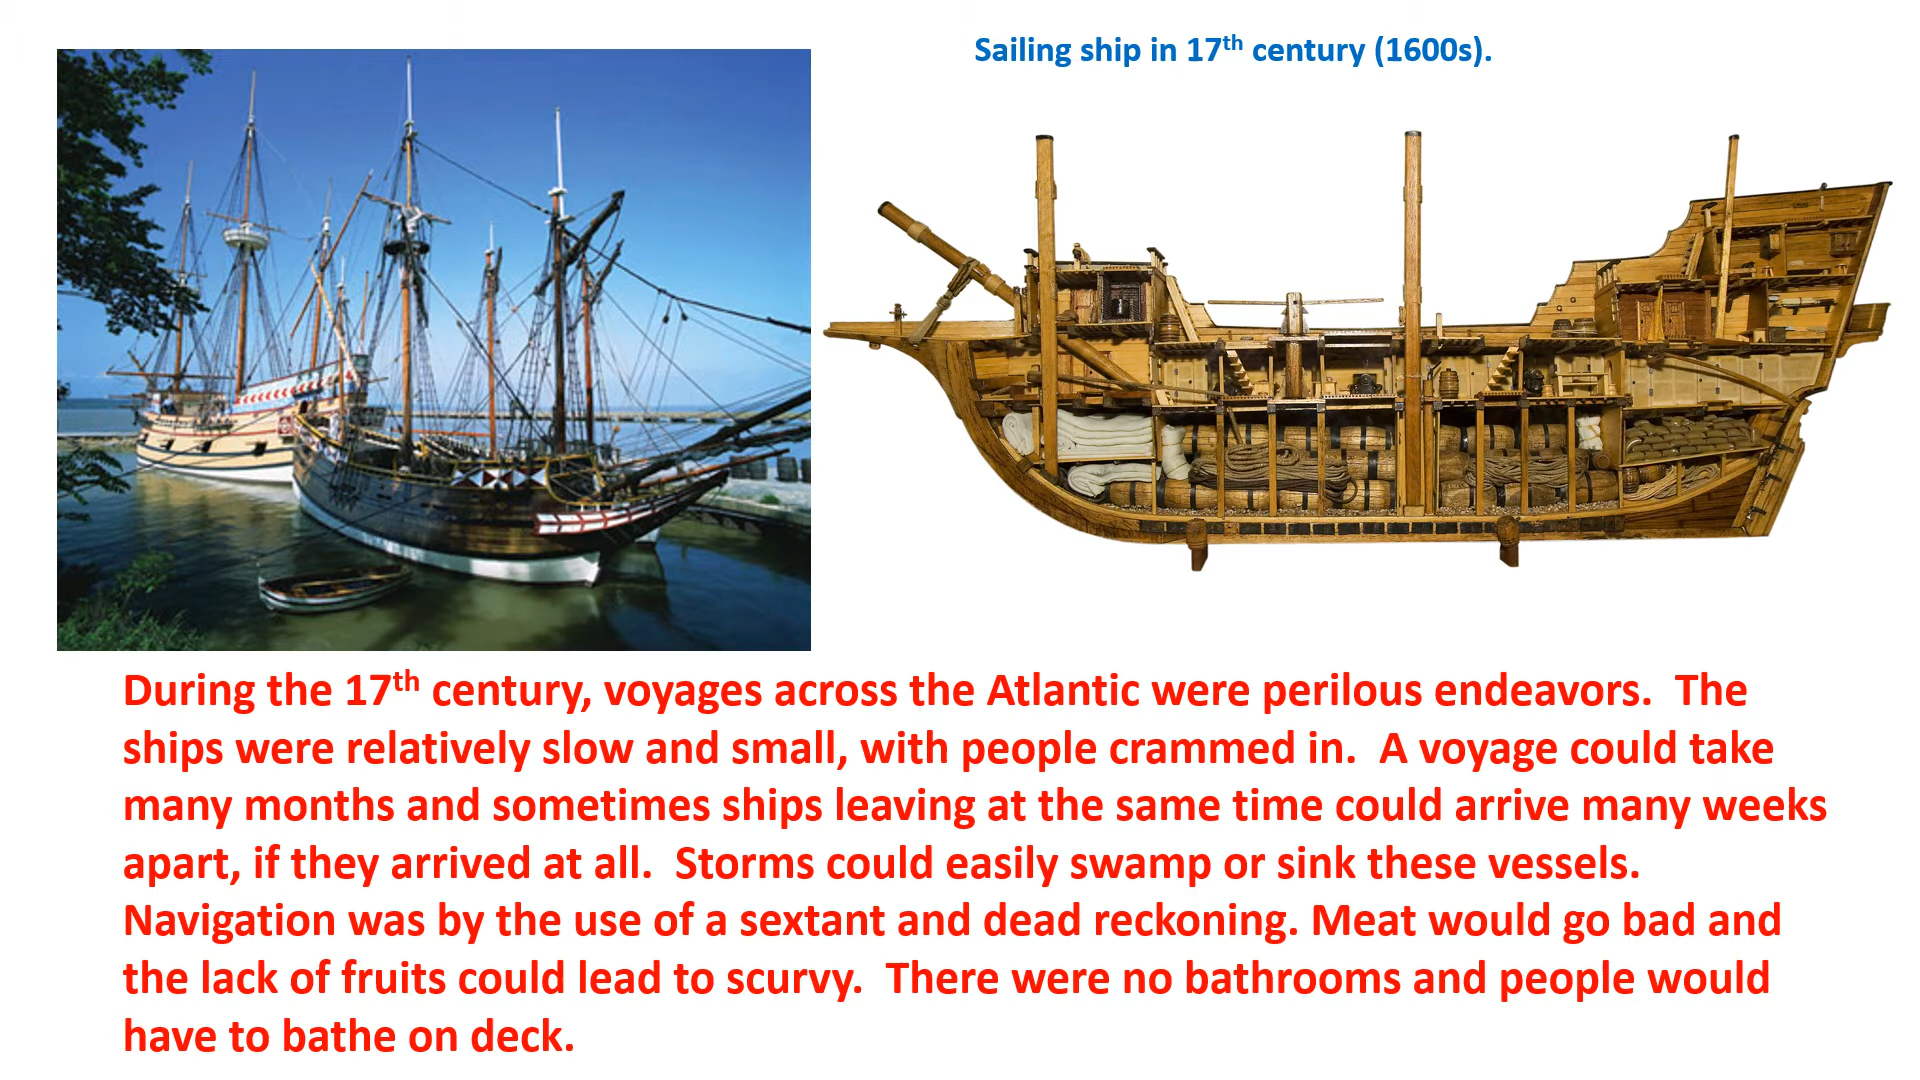 Sailing ship in 17th century (1600s).
During the 17th century, voyages across the Atlantic were perilous endeavors. The
ships were relatively slow and small, with people crammed in. A voyage could take
many months and sometimes ships leaving at the same time could arrive many weeks
apart, if they arrived at all. Storms could easily swamp or sink these vessels.
Navigation was by the use of a sextant and dead reckoning. Meat would go bad and
the lack of fruits could lead to scurvy. There were no bathrooms and people would
have to bathe on deck.